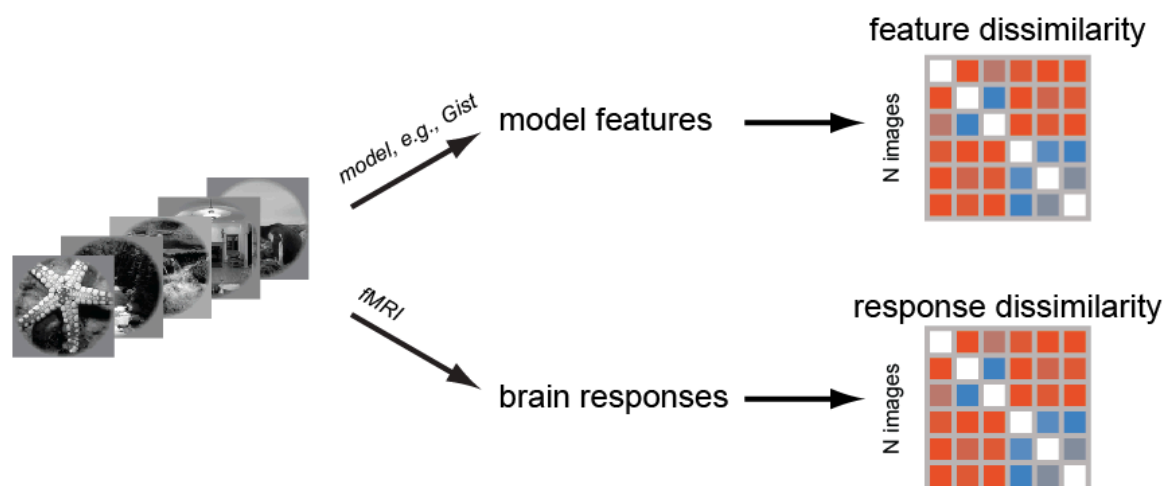 feature dissimilarity
model, e.g., Gist
model features
N images
response dissimilarity
fMRI
brain responses
N images